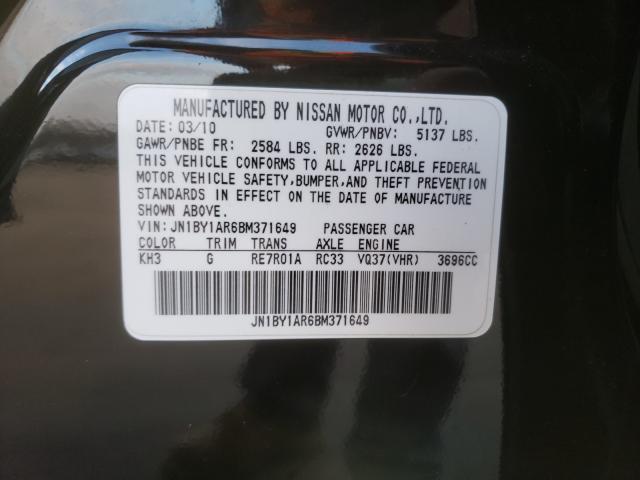 MANUFACTURED BY NISSAN MOTOR CO.,LTD.
DATE: 03/10 GVWR/PNBV: 5137 LBS.
GAWR/PNBE FR: 2584 LBS. RR: 2626 LBS.
THIS VEHICLE CONFORMS TO ALL APPLICABLE FEDERAL
MOTOR VEHICLE SAFETY,BUMPER,AND THEFT PREVENTION
STANDARDS IN EFFECT ON THE DATE OF MANUFACTURE
SHOWN ABOVE.
VIN: JN1BY1AR6BM371649 PASSENGER CAR
COLOR TRIM TRANS AXLE ENGINE
KH3 G RE7R01A RC33 VQ37(VHR) 3696CC
JN1BY1AR6BM371649